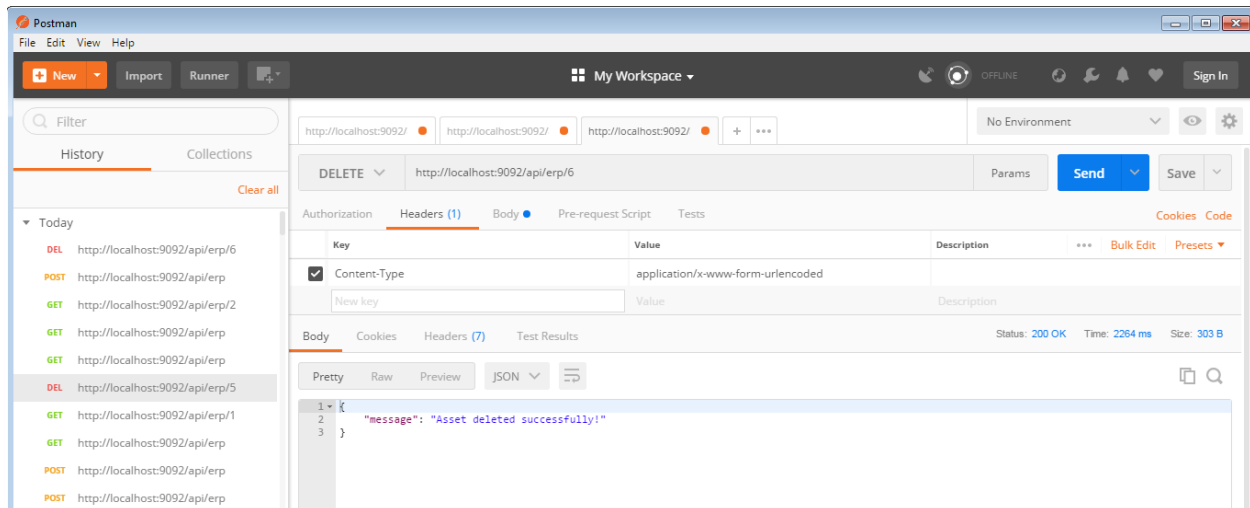 Postman
File Edit View Help
New Import Runner My Workspace OFFLINE Sign In
Filter
History Collections
Clear all
Today
DEL http://localhost:9092/api/erp/6
POST http://localhost:9092/api/erp
GET http://localhost:9092/api/erp/2
GET http://localhost:9092/api/erp
GET http://localhost:9092/api/erp
DEL http://localhost:9092/api/erp/5
GET http://localhost:9092/api/erp/1
GET http://localhost:9092/api/erp
POST http://localhost:9092/api/erp
POST http://localhost:9092/api/erp
http://localhost:9092/ http://localhost:9092/ http://localhost:9092/ + ••• No Environment
DELETE http://localhost:9092/api/erp/6 Params Send Save
Authorization Headers (1) Body Pre-request Script Tests Cookies Code
Key Value Description ••• Bulk Edit Presets
Content-Type application/x-www-form-urlencoded
New key Value Description
Body Cookies Headers (7) Test Results Status: 200 OK Time: 2264 ms Size: 303 B
Pretty Raw Preview JSON
1 {
2 "message": "Asset deleted successfully!"
3 }